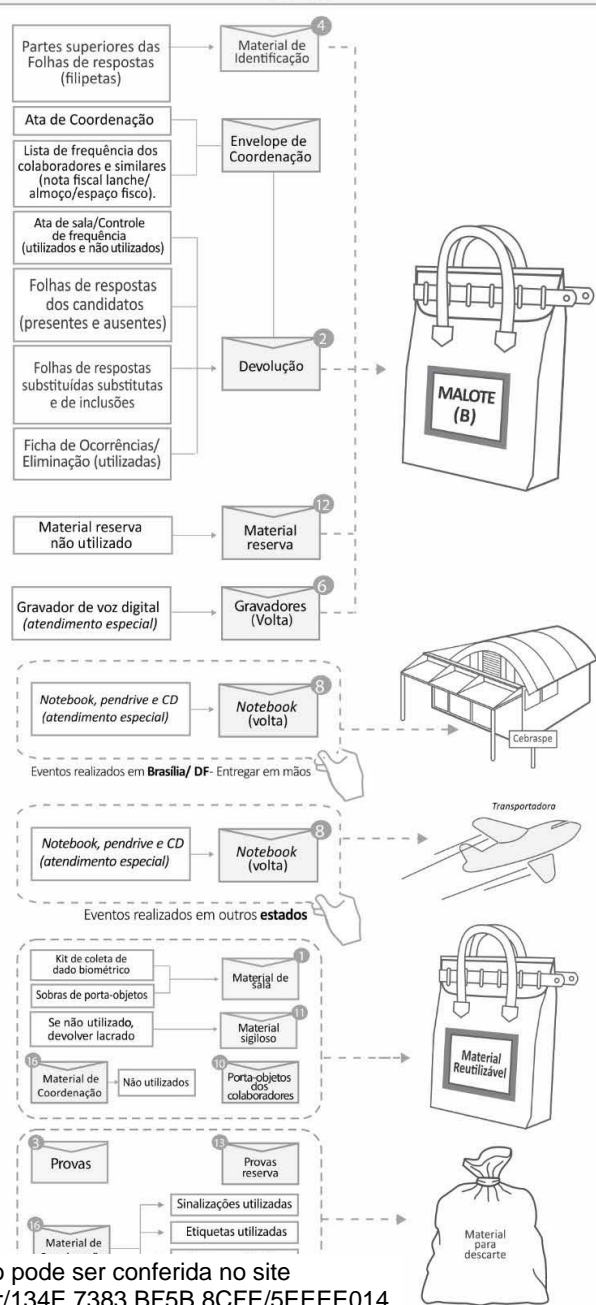 Partes superiores das
Folhas de respostas
(filipetas)
4
Material de
Identificação
Ata de Coordenação
Lista de frequência dos
colaboradores e similares
(nota fiscal lanche/
almoço/espaço fisco).
Envelope de
Coordenação
Ata de sala/Controle
de frequência
(utilizados e não utilizados)
Folhas de respostas
dos candidatos
(presentes e ausentes)
Folhas de respostas
substituídas substitutas
e de inclusões
Ficha de Ocorrências/
Eliminação (utilizadas)
2
Devolução
MALOTE
(B)
Material reserva
não utilizado
12
Material
reserva
Gravador de voz digital
(atendimento especial)
6
Gravadores
(Volta)
Notebook, pendrive e CD
(atendimento especial)
8
Notebook
(volta)
Cebraspe
Eventos realizados em Brasília/ DF- Entregar em mãos
Notebook, pendrive e CD
(atendimento especial)
8
Notebook
(volta)
Transportadora
Eventos realizados em outros estados
Kit de coleta de
dado biométrico
Sobras de porta-objetos
1
Material de
sala
Se não utilizado,
devolver lacrado
11
Material
sigiloso
16
Material de
Coordenação
Não utilizados
10
Porta-objetos
dos
colaboradores
Material
Reutilizável
3
Provas
13
Provas
reserva
16
Material de
Sinalizações utilizadas
Etiquetas utilizadas
Material
para
descarte
o pode ser conferida no site